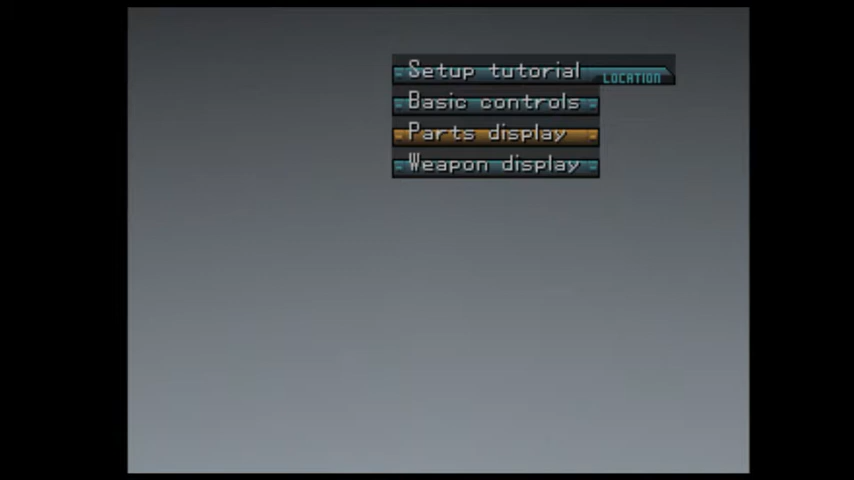 Setup tutorial
LOCATION
Basic controls
Parts display
Weapon display